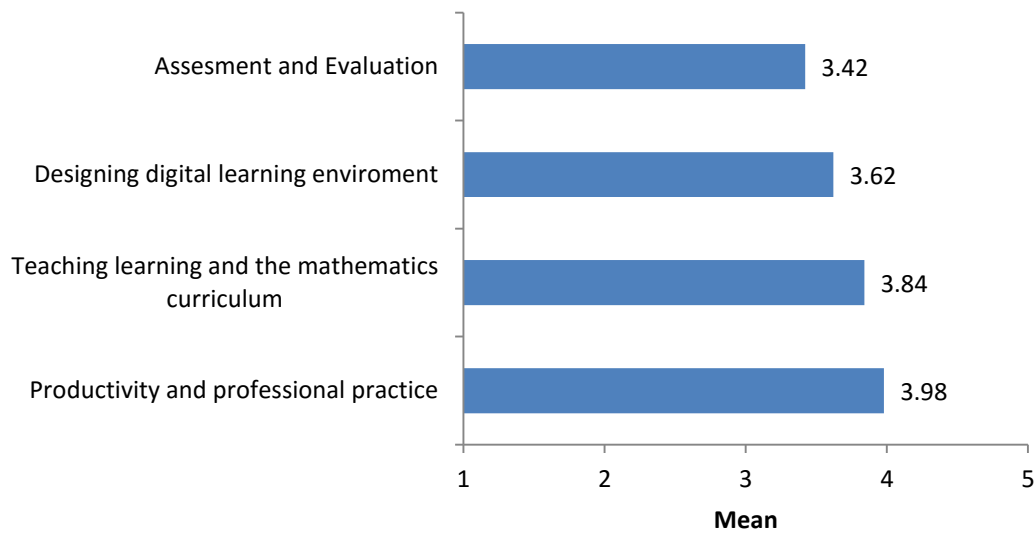 Assesment and Evaluation
3.42
Designing digital learning enviroment
3.62
Teaching learning and the mathematics
curriculum
3.84
Productivity and professional practice
3.98
1 2 3 4 5
Mean